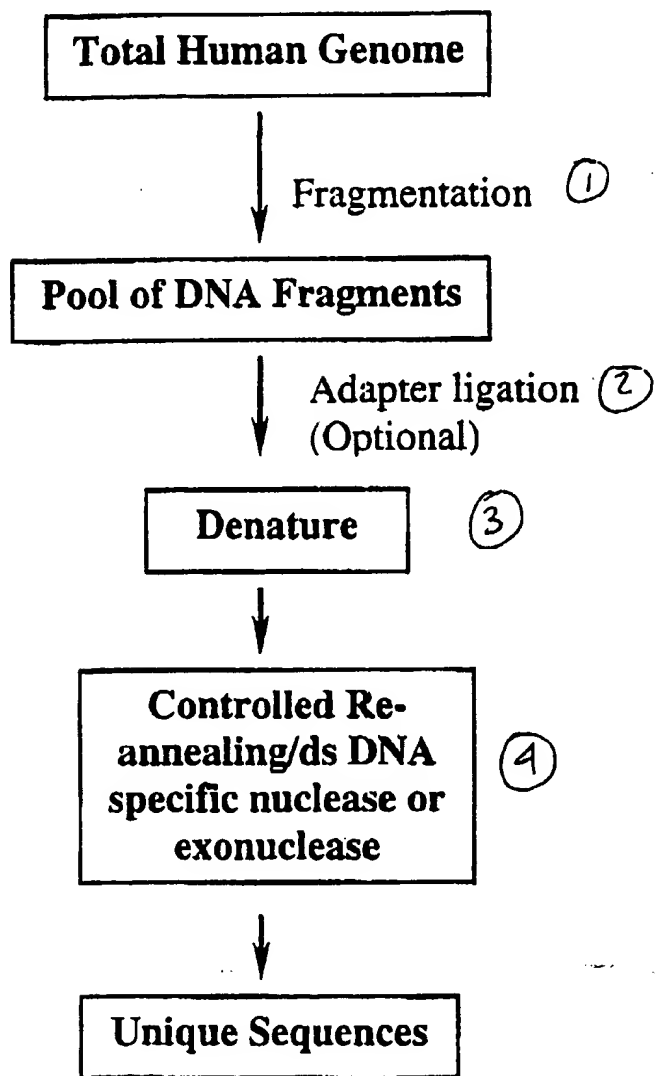 Total Human Genome
Fragmentation 1
Pool of DNA Fragments
Adapter ligation 2
(Optional)
Denature 3
Controlled Re-
annealing/ds DNA
specific nuclease or
exonuclease
4
Unique Sequences